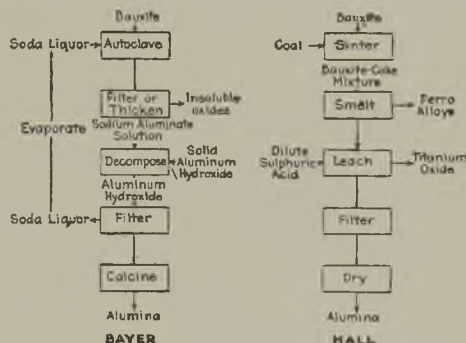 Bauxite
Soda Liquor
Autoclave
Filter or
Thicken
Insoluble
oxides
Sodium Aluminate
Solution
Evaporate
Decompose
Solid
Aluminum
Hydroxide
Aluminum
Hydroxide
Soda Liquor
Filter
Calcine
Alumina
BAYER
Bauxite
Coal
Sinter
Bauxite-Coke
Mixture
Smelt
Ferro
Alloys
Dilute
Sulphuric
Acid
Leach
Titanium
Oxide
Filter
Dry
Alumina
HALL